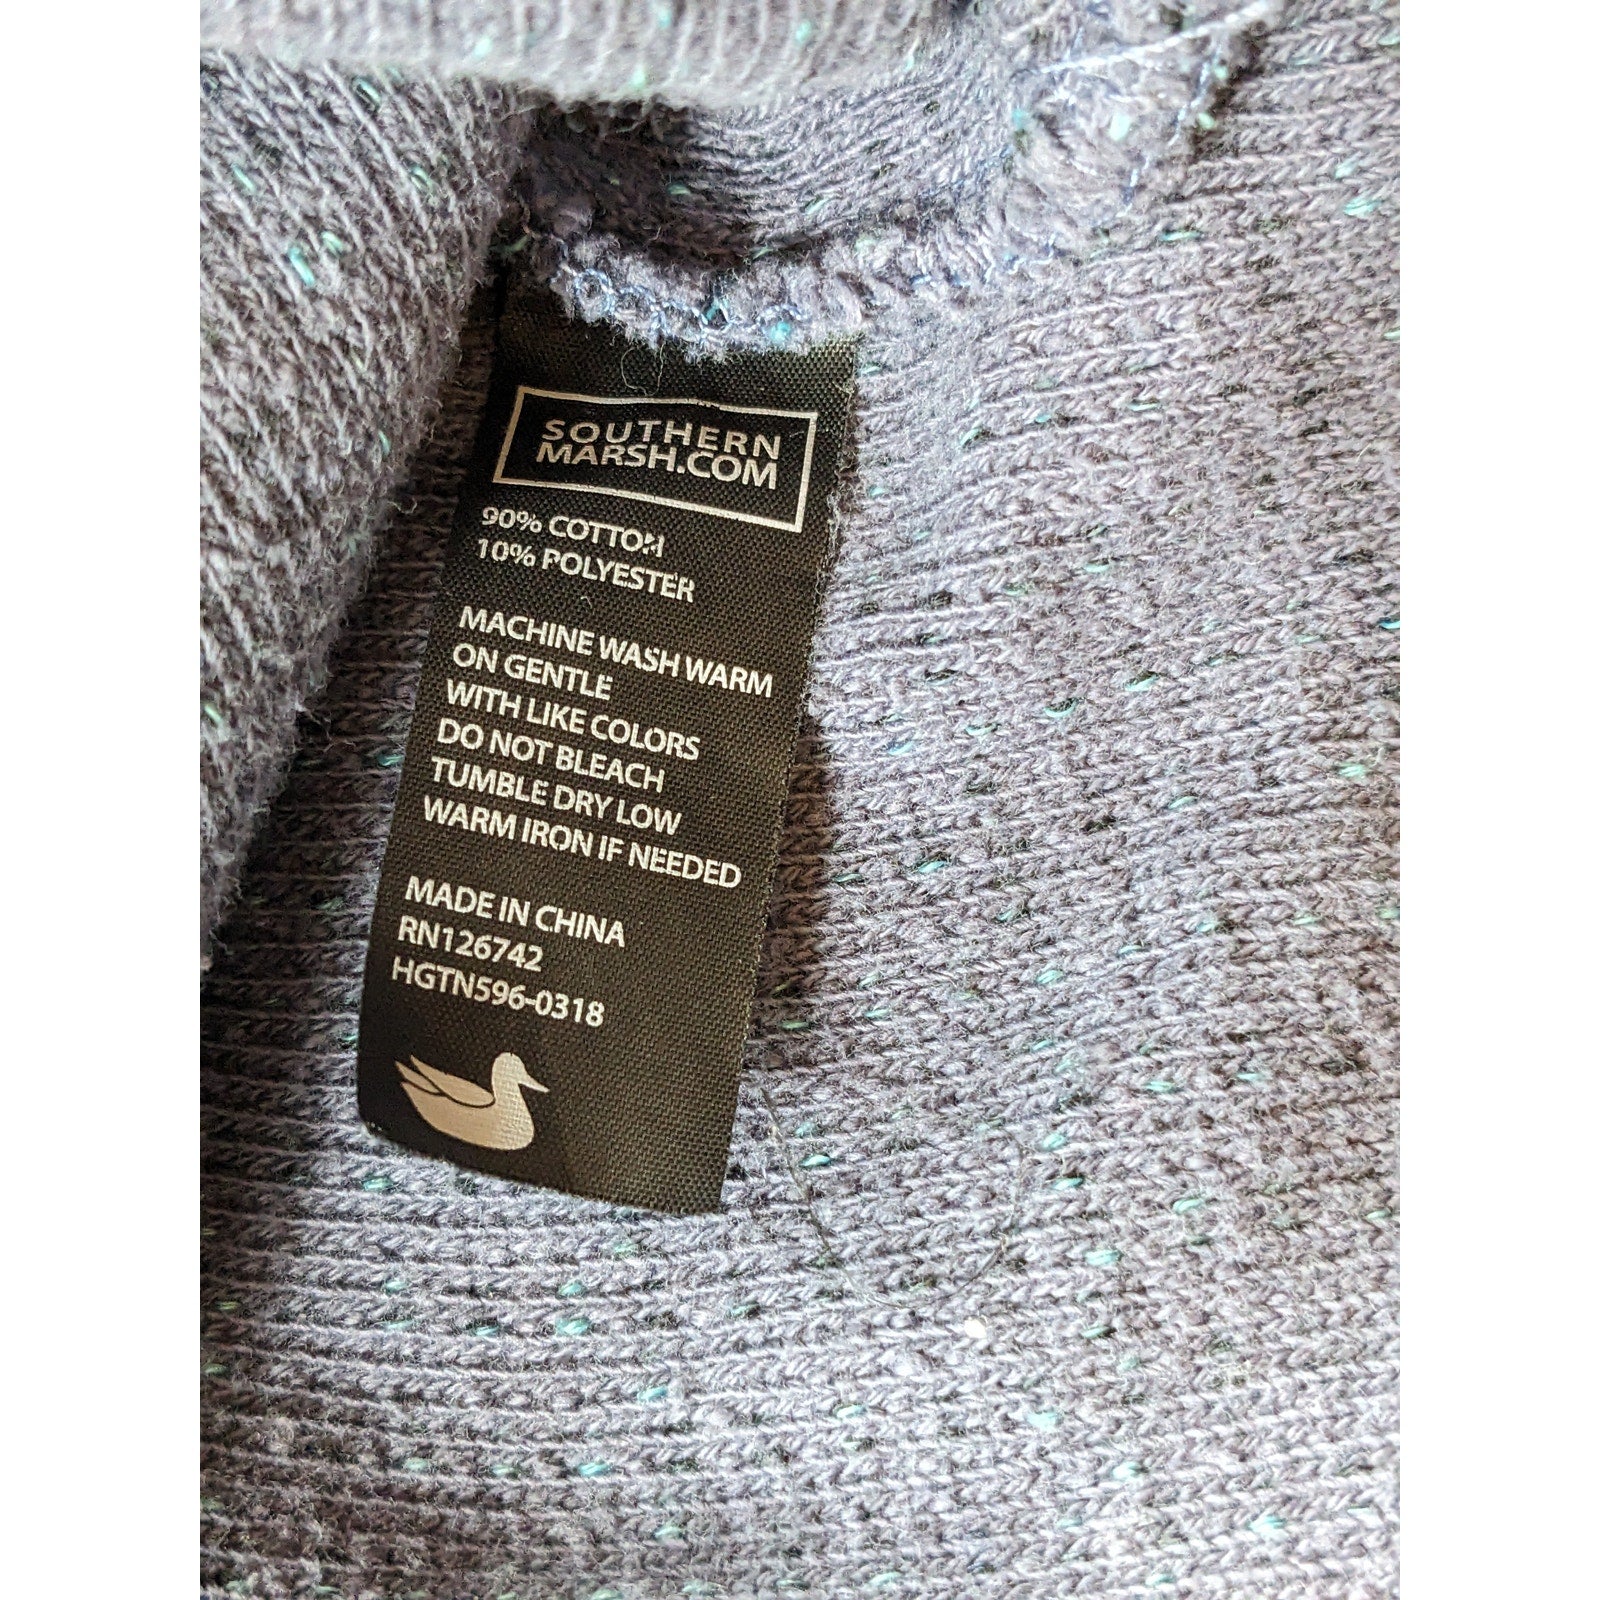 SOUTHERN
MARSH.COM
90% COTTON
10% POLYESTER
MACHINE WASH WARM
ON GENTLE
WITH LIKE COLORS
DO NOT BLEACH
TUMBLE DRY LOW
WARM IRON IF NEEDED
MADE IN CHINA
RN126742
HGTN596-0318